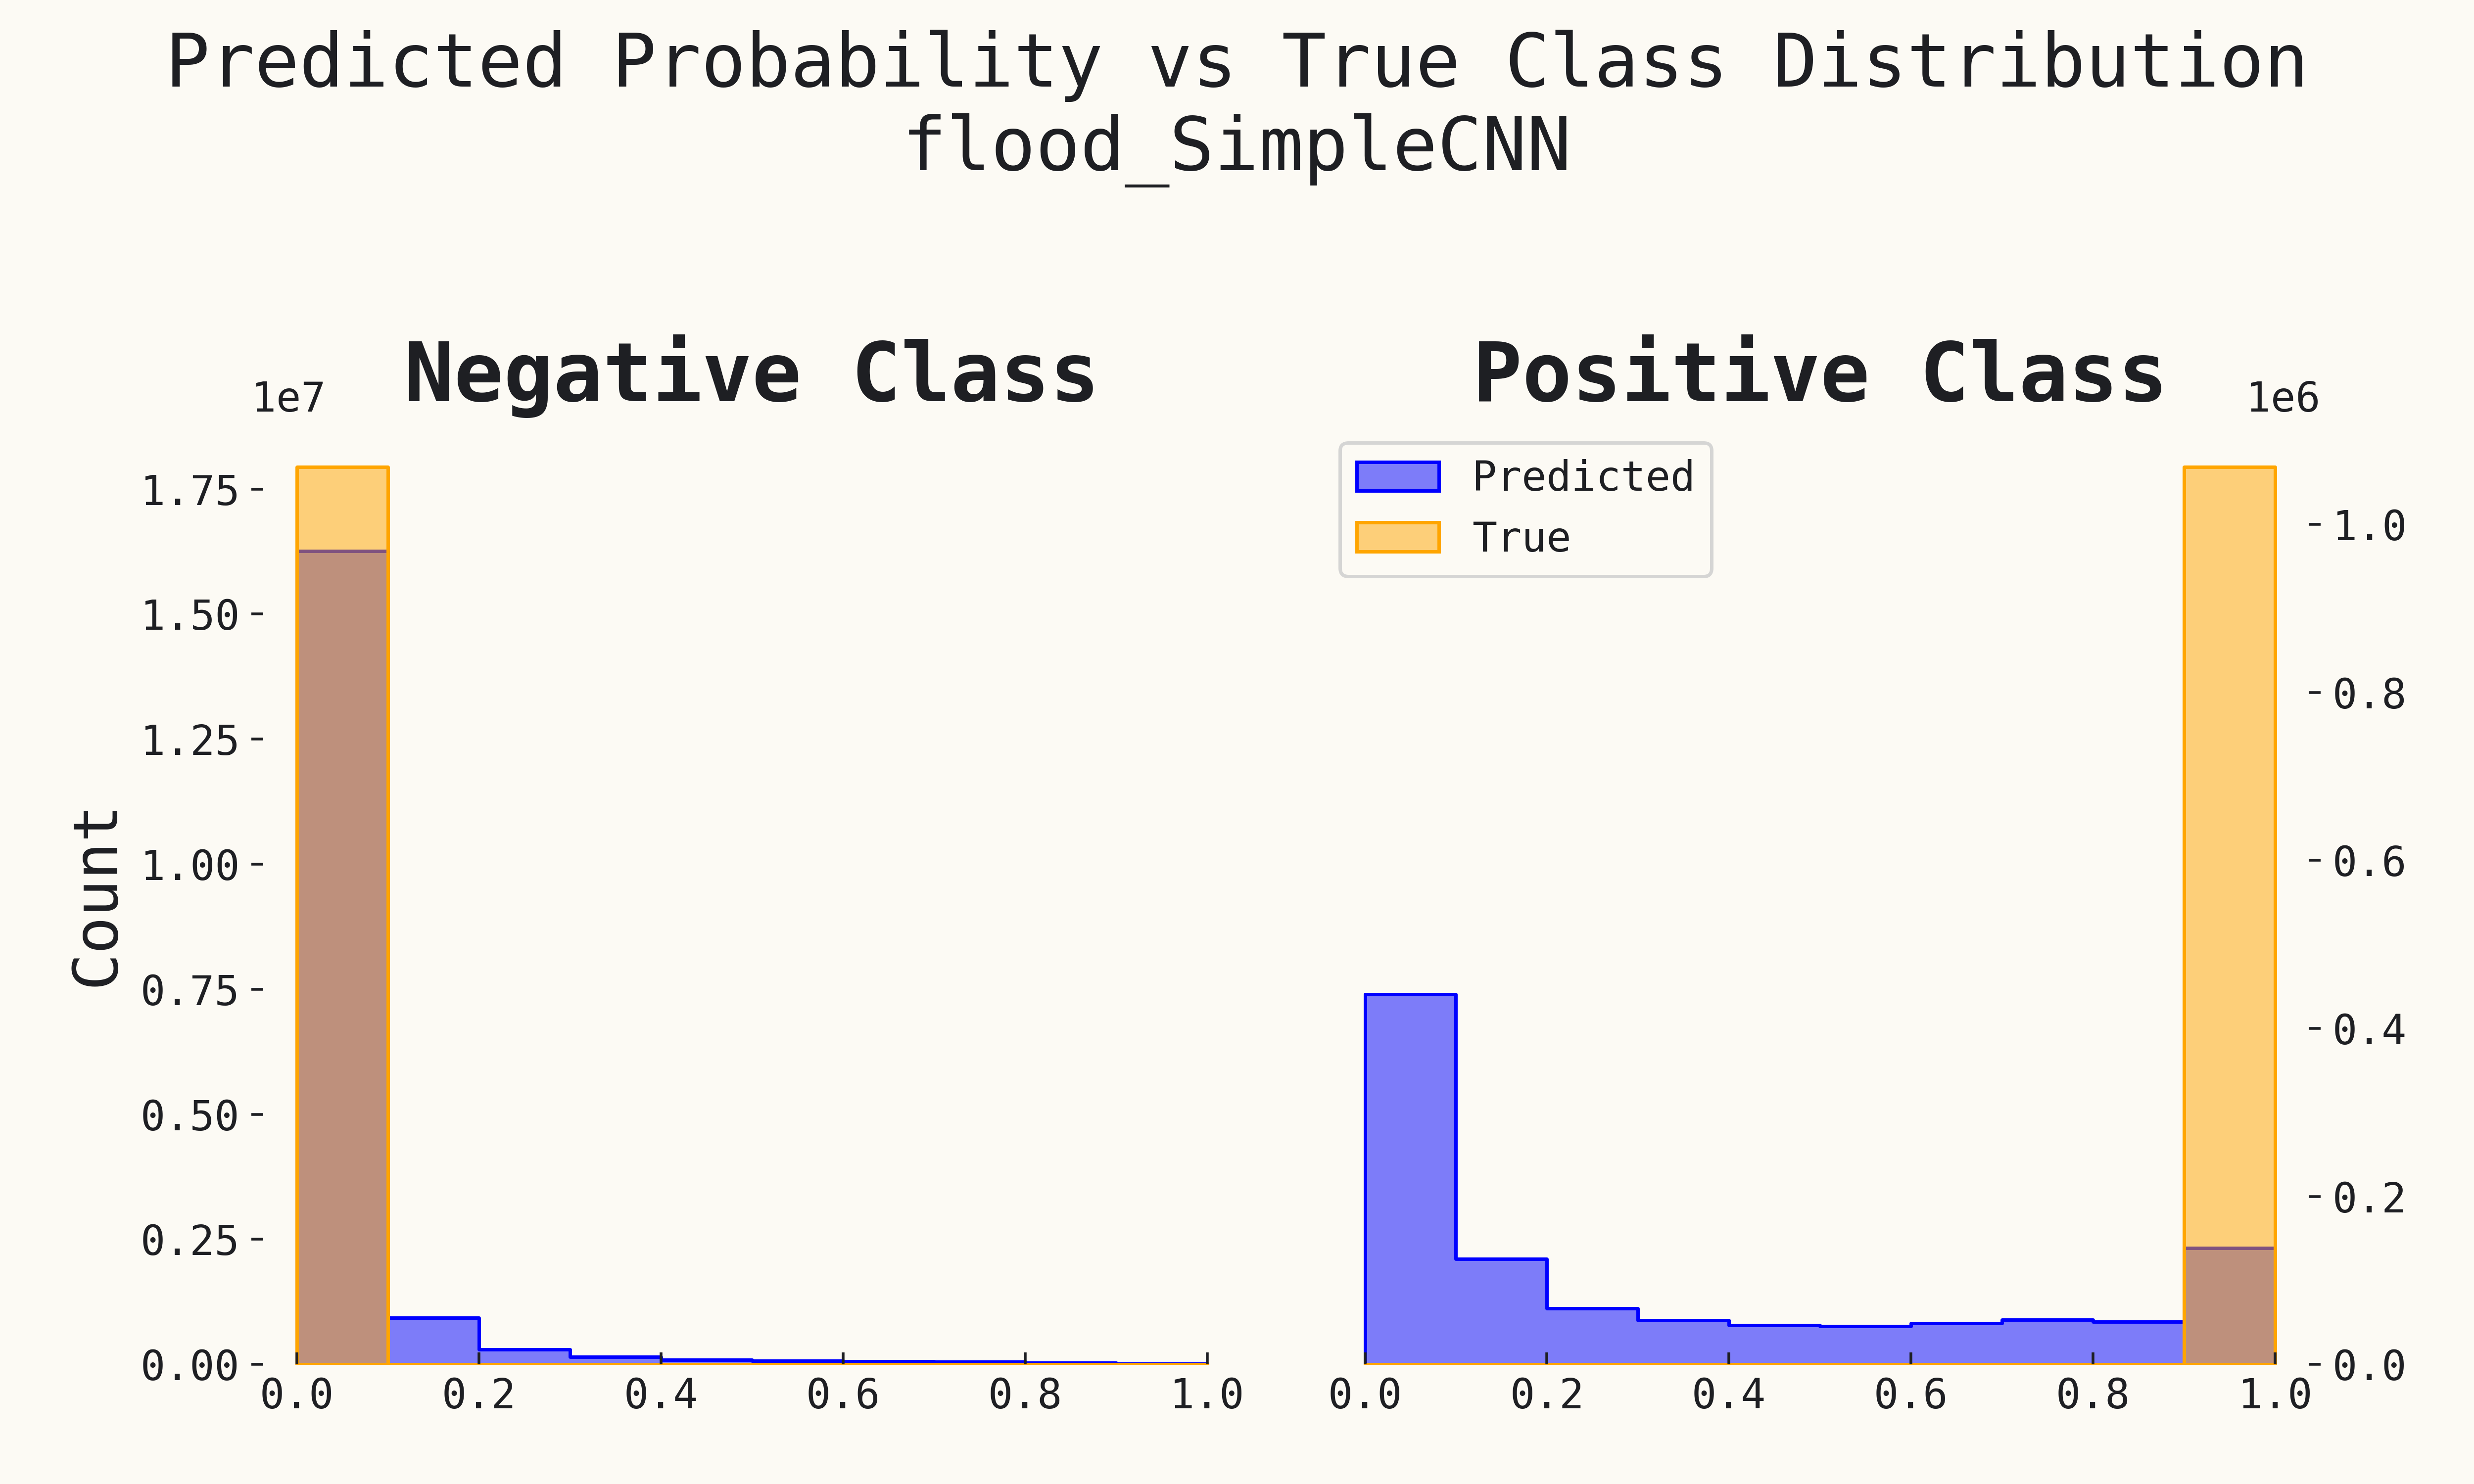 Predicted Probability vs True Class Distribution
flood_SimpleCNN
Negative Class
Positive Class
1e7
1e6
Predicted
True
Count
1.75
1.50
1.25
1.00
0.75
0.50
0.25
0.00
0.0 0.2 0.4 0.6 0.8 1.0
0.0 0.2 0.4 0.6 0.8 1.0
1.0
0.8
0.6
0.4
0.2
0.0